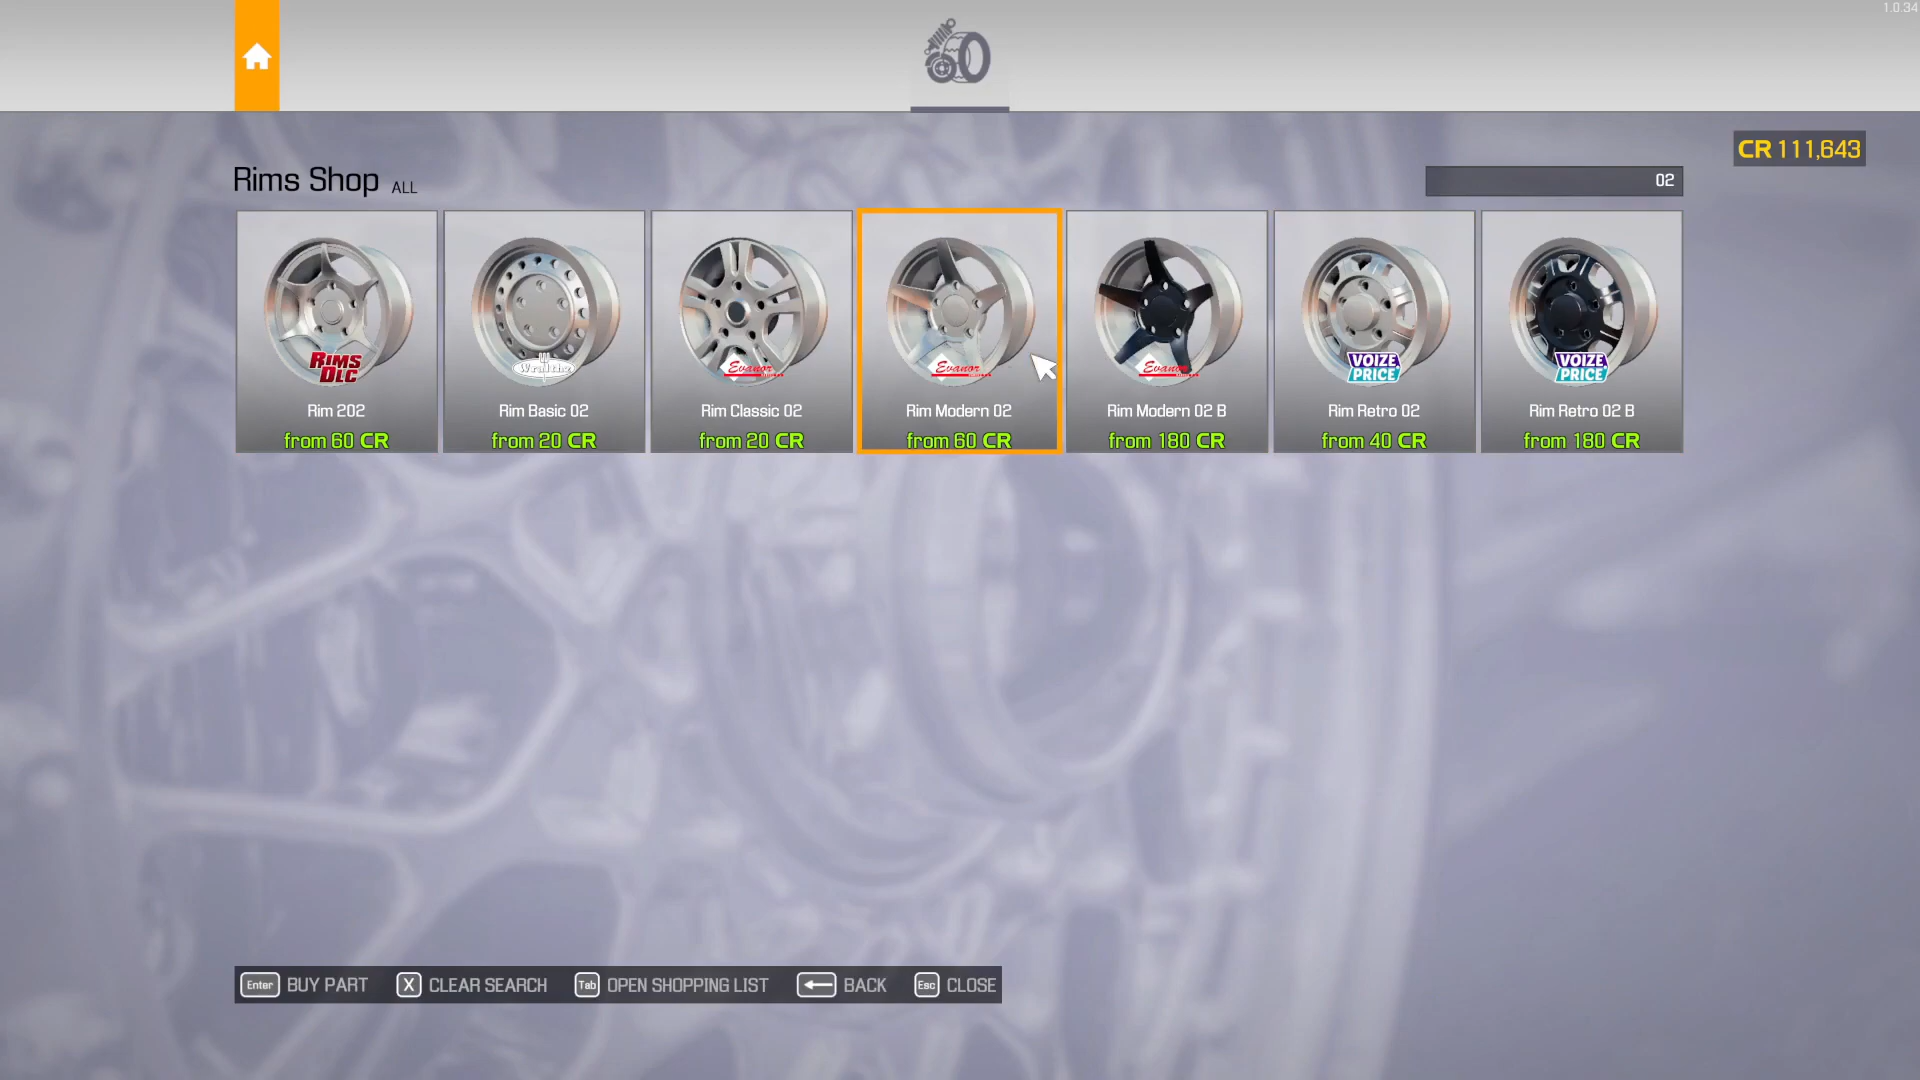 1.0.34
CR 111,643
Rims Shop ALL
02
RIMS DLC
Evanor
Evanor
Evanor
VOIZE PRICE
VOIZE PRICE
Rim 202
Rim Basic 02
Rim Classic 02
Rim Modern 02
Rim Modern 02 B
Rim Retro 02
Rim Retro 02 B
from 60 CR
from 20 CR
from 20 CR
from 60 CR
from 180 CR
from 40 CR
from 180 CR
Enter BUY PART X CLEAR SEARCH Tab OPEN SHOPPING LIST BACK Esc CLOSE